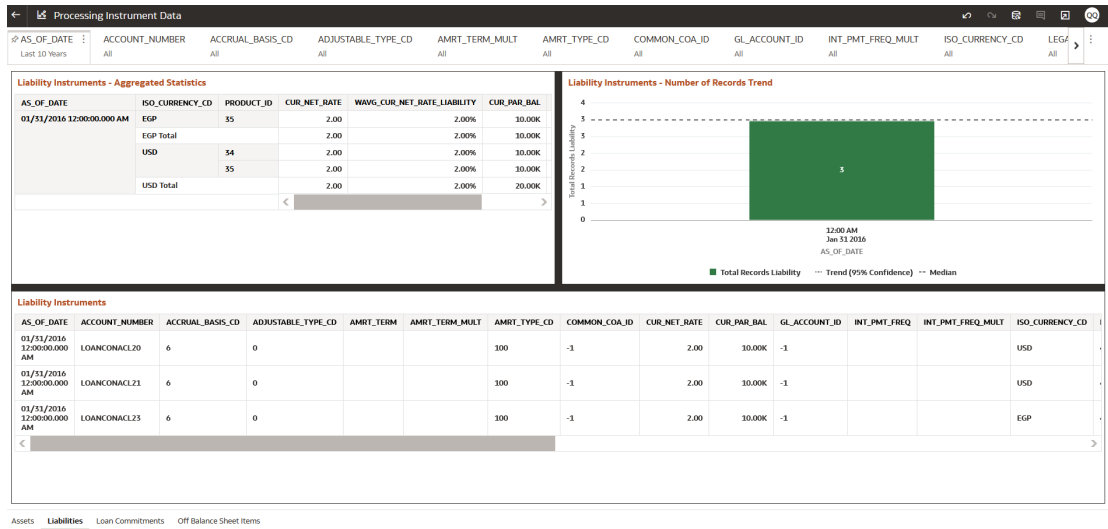 Processing Instrument Data
QQ
AS_OF_DATE ACCOUNT_NUMBER ACCRUAL_BASIS_CD ADJUSTABLE_TYPE_CD AMRT_TERM_MULT AMRT_TYPE_CD COMMON_COA_ID GL_ACCOUNT_ID INT_PMT_FREQ_MULT ISO_CURRENCY_CD LEGA
Last 10 Years All All All All All All All All All All
Liability Instruments - Aggregated Statistics
AS_OF_DATE ISO_CURRENCY_CD PRODUCT_ID CUR_NET_RATE WAVG_CUR_NET_RATE_LIABILITY CUR_PAR_BAL
01/31/2016 12:00:00.000 AM EGP 35 2.00 2.00% 10.00K
EGP Total 2.00 2.00% 10.00K
USD 34 2.00 2.00% 10.00K
35 2.00 2.00% 10.00K
USD Total 2.00 2.00% 20.00K
Liability Instruments - Number of Records Trend
Total Records Liability
4
3
3
2
2
1
1
0
3
12:00 AM
Jan 31 2016
AS_OF_DATE
Total Records Liability Trend (95% Confidence) Median
Liability Instruments
AS_OF_DATE ACCOUNT_NUMBER ACCRUAL_BASIS_CD ADJUSTABLE_TYPE_CD AMRT_TERM AMRT_TERM_MULT AMRT_TYPE_CD COMMON_COA_ID CUR_NET_RATE CUR_PAR_BAL GL_ACCOUNT_ID INT_PMT_FREQ INT_PMT_FREQ_MULT ISO_CURRENCY_CD
01/31/2016
12:00:00.000 LOANCONACL20 6 0 100 -1 2.00 10.00K -1 USD
AM
01/31/2016
12:00:00.000 LOANCONACL21 6 0 100 -1 2.00 10.00K -1 USD
AM
01/31/2016
12:00:00.000 LOANCONACL23 6 0 100 -1 2.00 10.00K -1 EGP
AM
Assets Liabilities Loan Commitments Off Balance Sheet Items